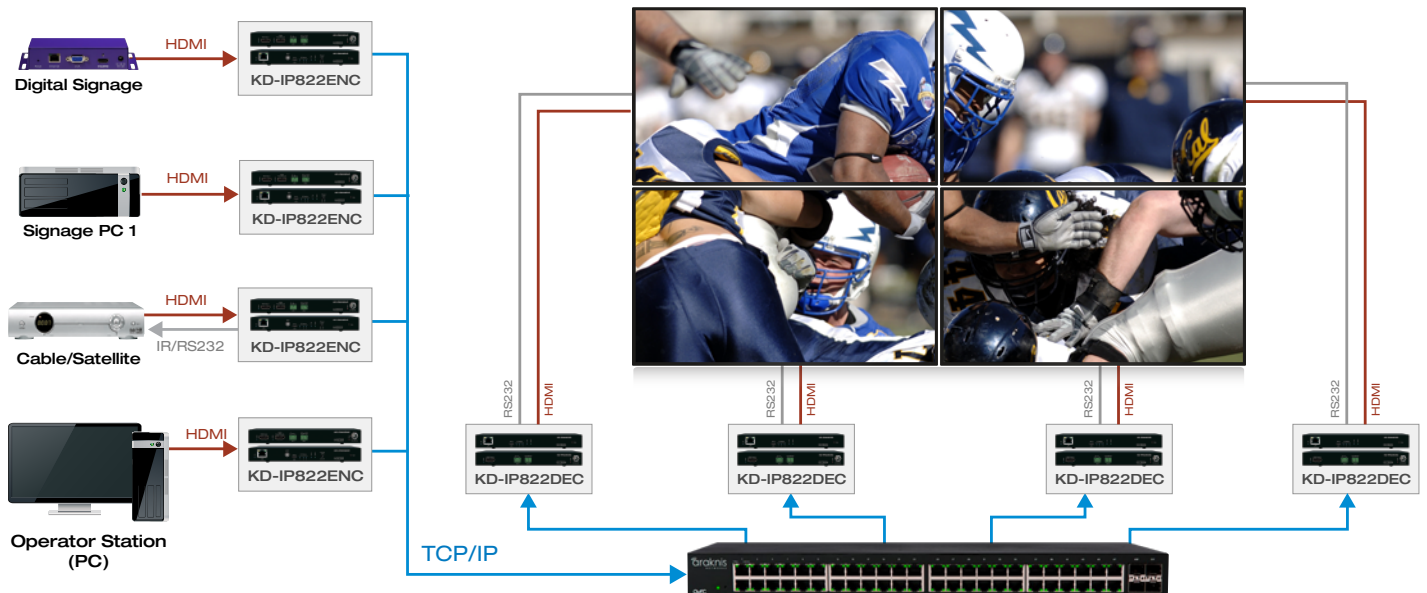 HDMI
KD-IP822ENC
Digital Signage
HDMI
KD-IP822ENC
Signage PC 1
HDMI
IR/RS232
KD-IP822ENC
Cable/Satellite
HDMI
KD-IP822ENC
Operator Station
(PC)
TCP/IP
Cal
44
RS232
HDMI
RS232
HDMI
RS232
HDMI
RS232
HDMI
KD-IP822DEC
KD-IP822DEC
KD-IP822DEC
KD-IP822DEC
araknis